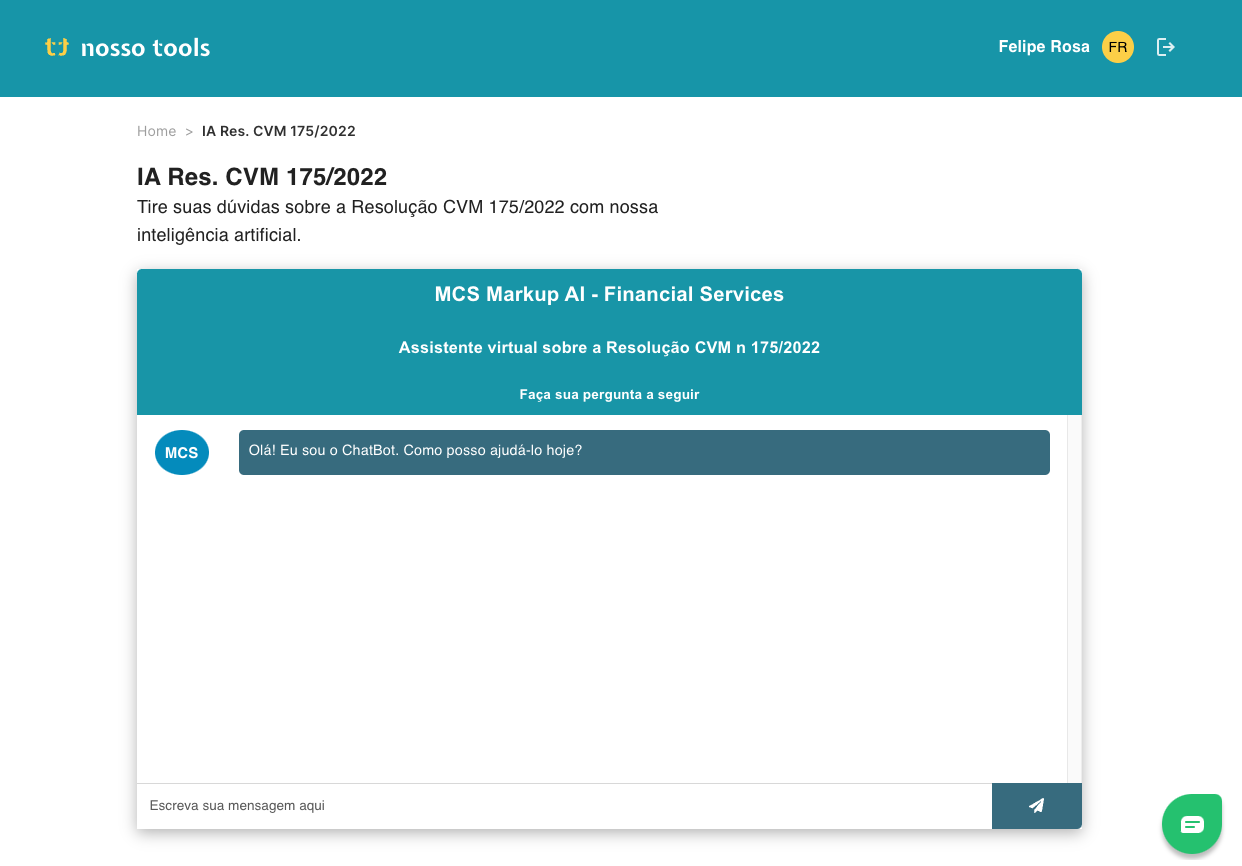 nosso tools
Felipe Rosa
FR
Home > IA Res. CVM 175/2022
IA Res. CVM 175/2022
Tire suas dúvidas sobre a Resolução CVM 175/2022 com nossa
inteligência artificial.
MCS Markup AI - Financial Services
Assistente virtual sobre a Resolução CVM n 175/2022
Faça sua pergunta a seguir
MCS
Olá! Eu sou o ChatBot. Como posso ajudá-lo hoje?
Escreva sua mensagem aqui